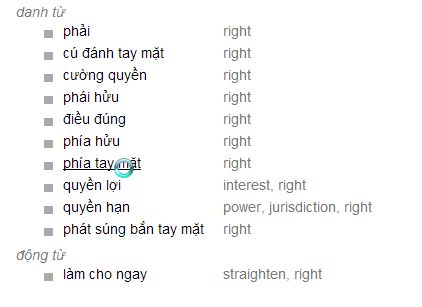 danh từ
phải right
cú đánh tay mặt right
cường quyền right
phái hửu right
điều đúng right
phía hửu right
phía tay mặt right
quyền lợi interest, right
quyền hạn power, jurisdiction, right
phát súng bắn tay mặt right
động từ
làm cho ngay straighten, right